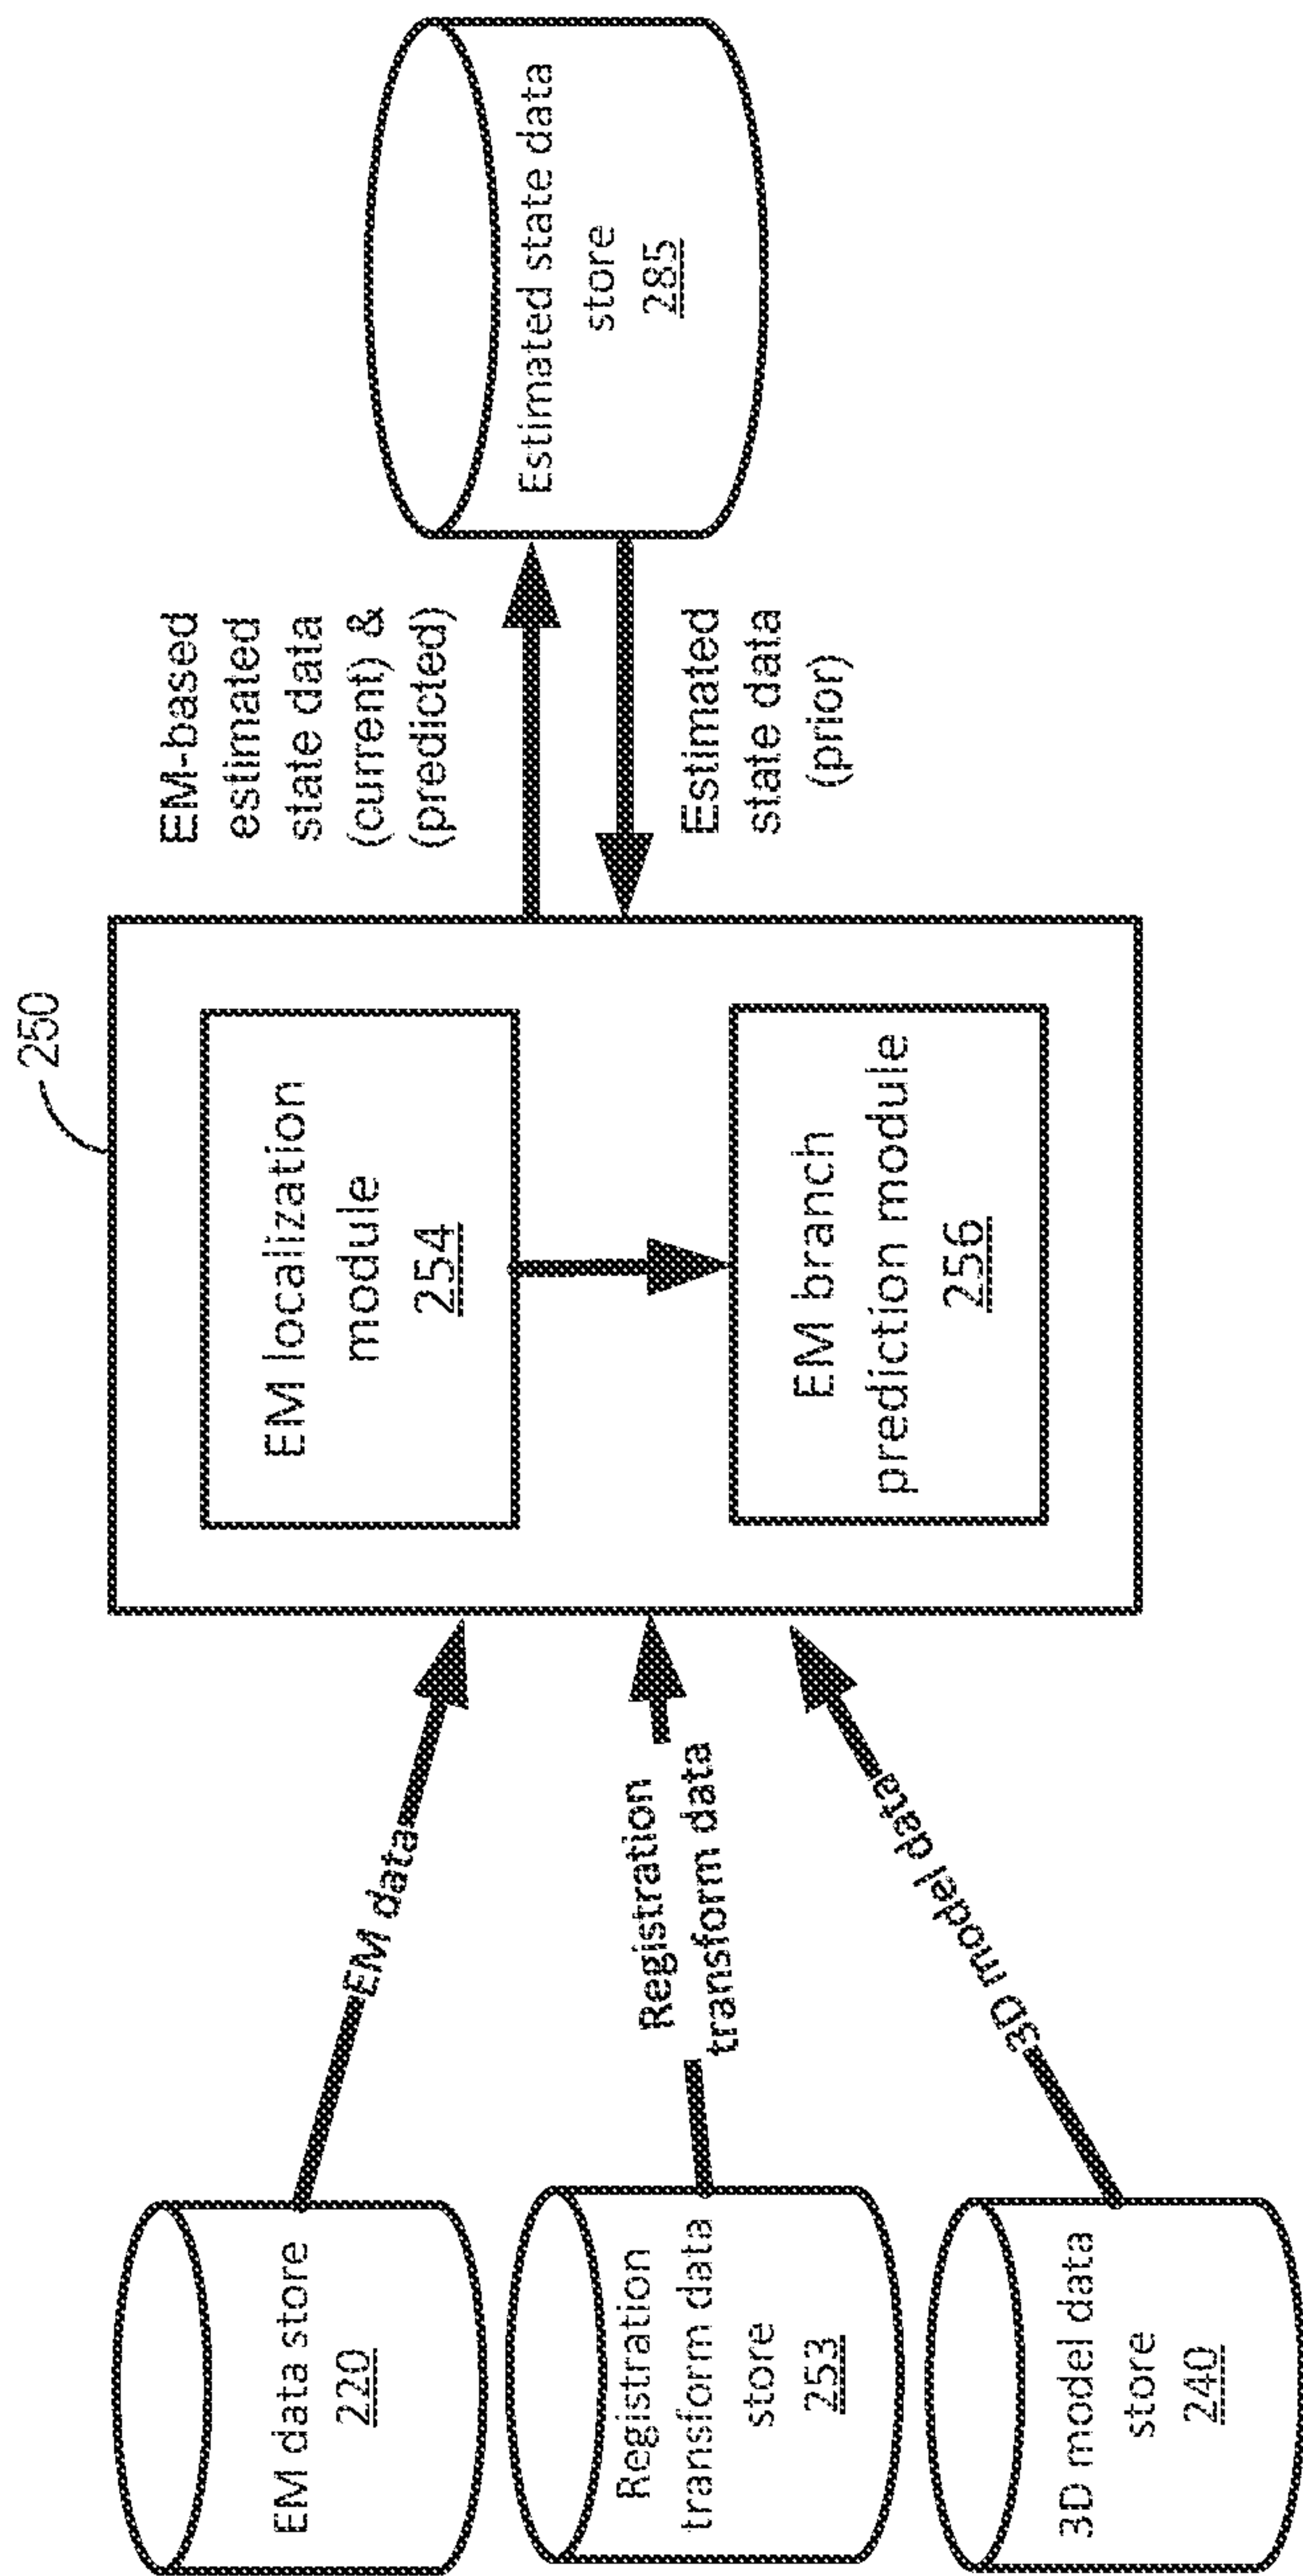 250
EM data store
220
Registration
transform data
store
253
3D model data
store
240
EM data
Registration
transform data
3D model data
EM localization
module
254
EM branch
prediction module
256
EM-based
estimated
state data
(current) &
(predicted)
Estimated
state data
(prior)
Estimated state data
store
285